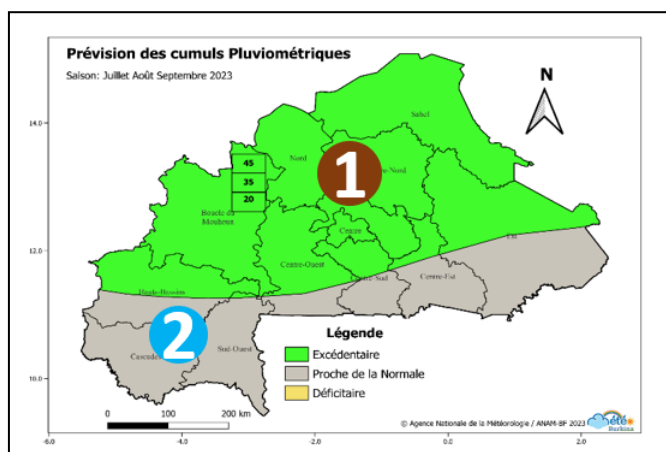 Prévision des cumuls Pluviométriques
Saison: Juillet Août Septembre 2023
N
14.0
Sahel
Nord
1
45
35
20
Boucle du
Mouhoun
Centre
12.0
Est
Centre-Ouest
Centre-Sud
Centre-Est
Hauts-Bassins
2
Cascades
Sud-Ouest
Légende
Excédentaire
Proche de la Normale
Déficitaire
10.0
0
100
200 km
© Agence Nationale de la Météorologie / ANAM-BF 2023
Météo
Burkina
-6.0
-4.0
-2.0
0.0
2.0